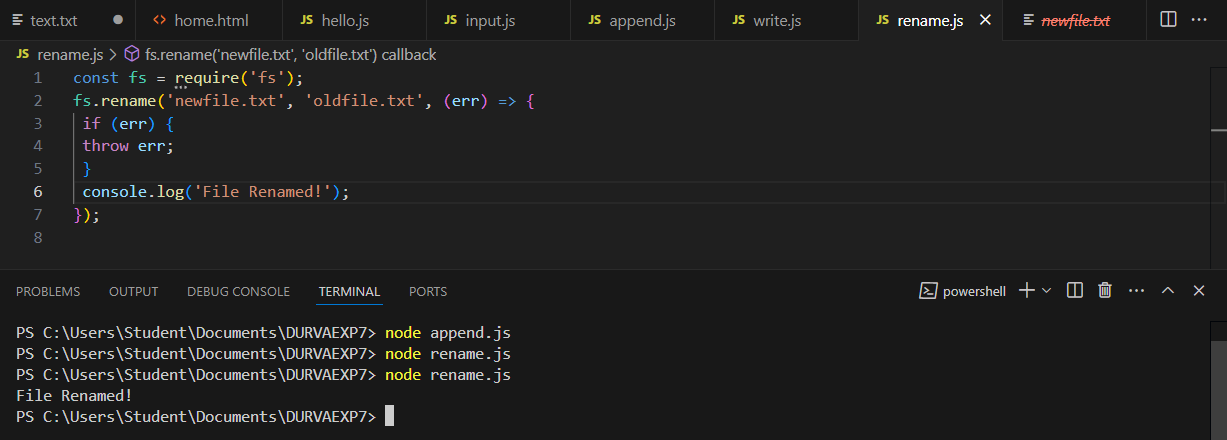 text.txt home.html JS hello.js JS input.js JS append.js JS write.js JS rename.js newfile.txt
JS rename.js > fs.rename('newfile.txt', 'oldfile.txt') callback
1 const fs = require('fs');
2 fs.rename('newfile.txt', 'oldfile.txt', (err) => {
3 if (err) {
4 throw err;
5 }
6 console.log('File Renamed!');
7 });
8
PROBLEMS OUTPUT DEBUG CONSOLE TERMINAL PORTS powershell
PS C:\Users\Student\Documents\DURVAEXP7> node append.js
PS C:\Users\Student\Documents\DURVAEXP7> node rename.js
PS C:\Users\Student\Documents\DURVAEXP7> node rename.js
File Renamed!
PS C:\Users\Student\Documents\DURVAEXP7>